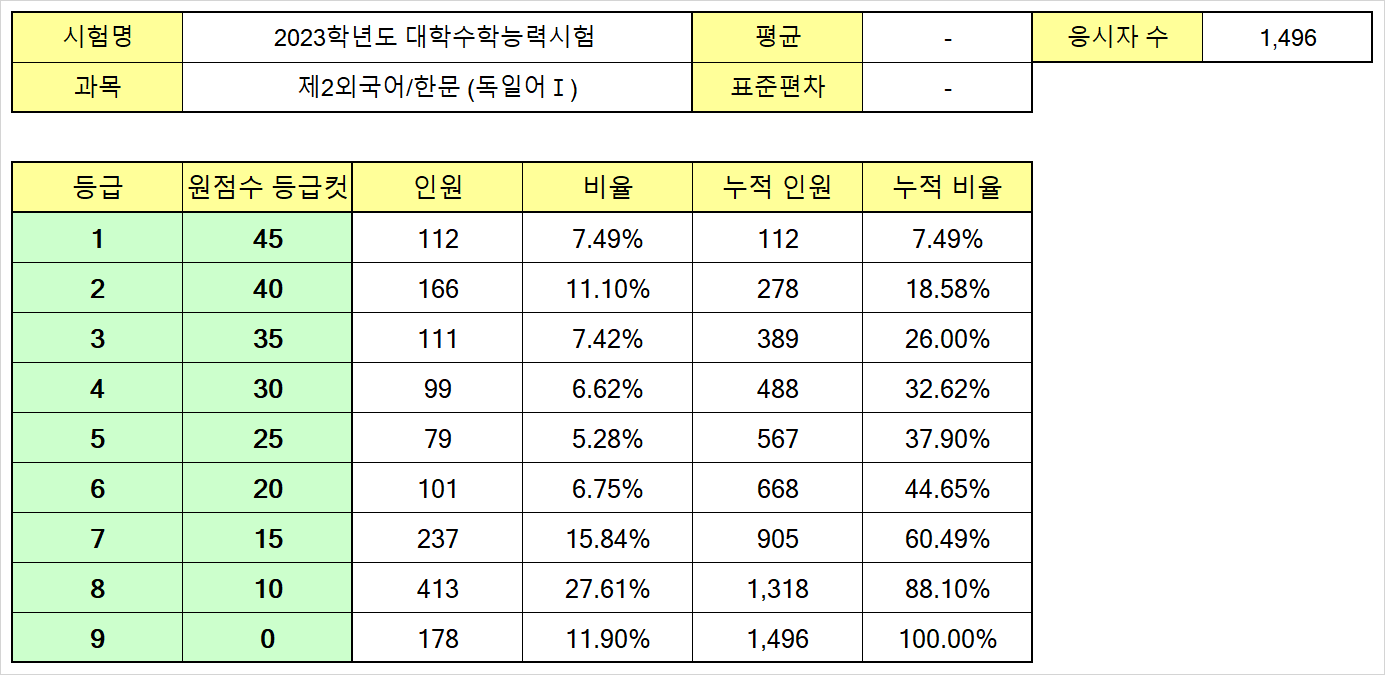 시험명 2023학년도 대학수학능력시험 평균 - 응시자 수 1,496
과목 제2외국어/한문 (독일어Ⅰ) 표준편차 -
등급 원점수 등급컷 인원 비율 누적 인원 누적 비율
1 45 112 7.49% 112 7.49%
2 40 166 11.10% 278 18.58%
3 35 111 7.42% 389 26.00%
4 30 99 6.62% 488 32.62%
5 25 79 5.28% 567 37.90%
6 20 101 6.75% 668 44.65%
7 15 237 15.84% 905 60.49%
8 10 413 27.61% 1,318 88.10%
9 0 178 11.90% 1,496 100.00%